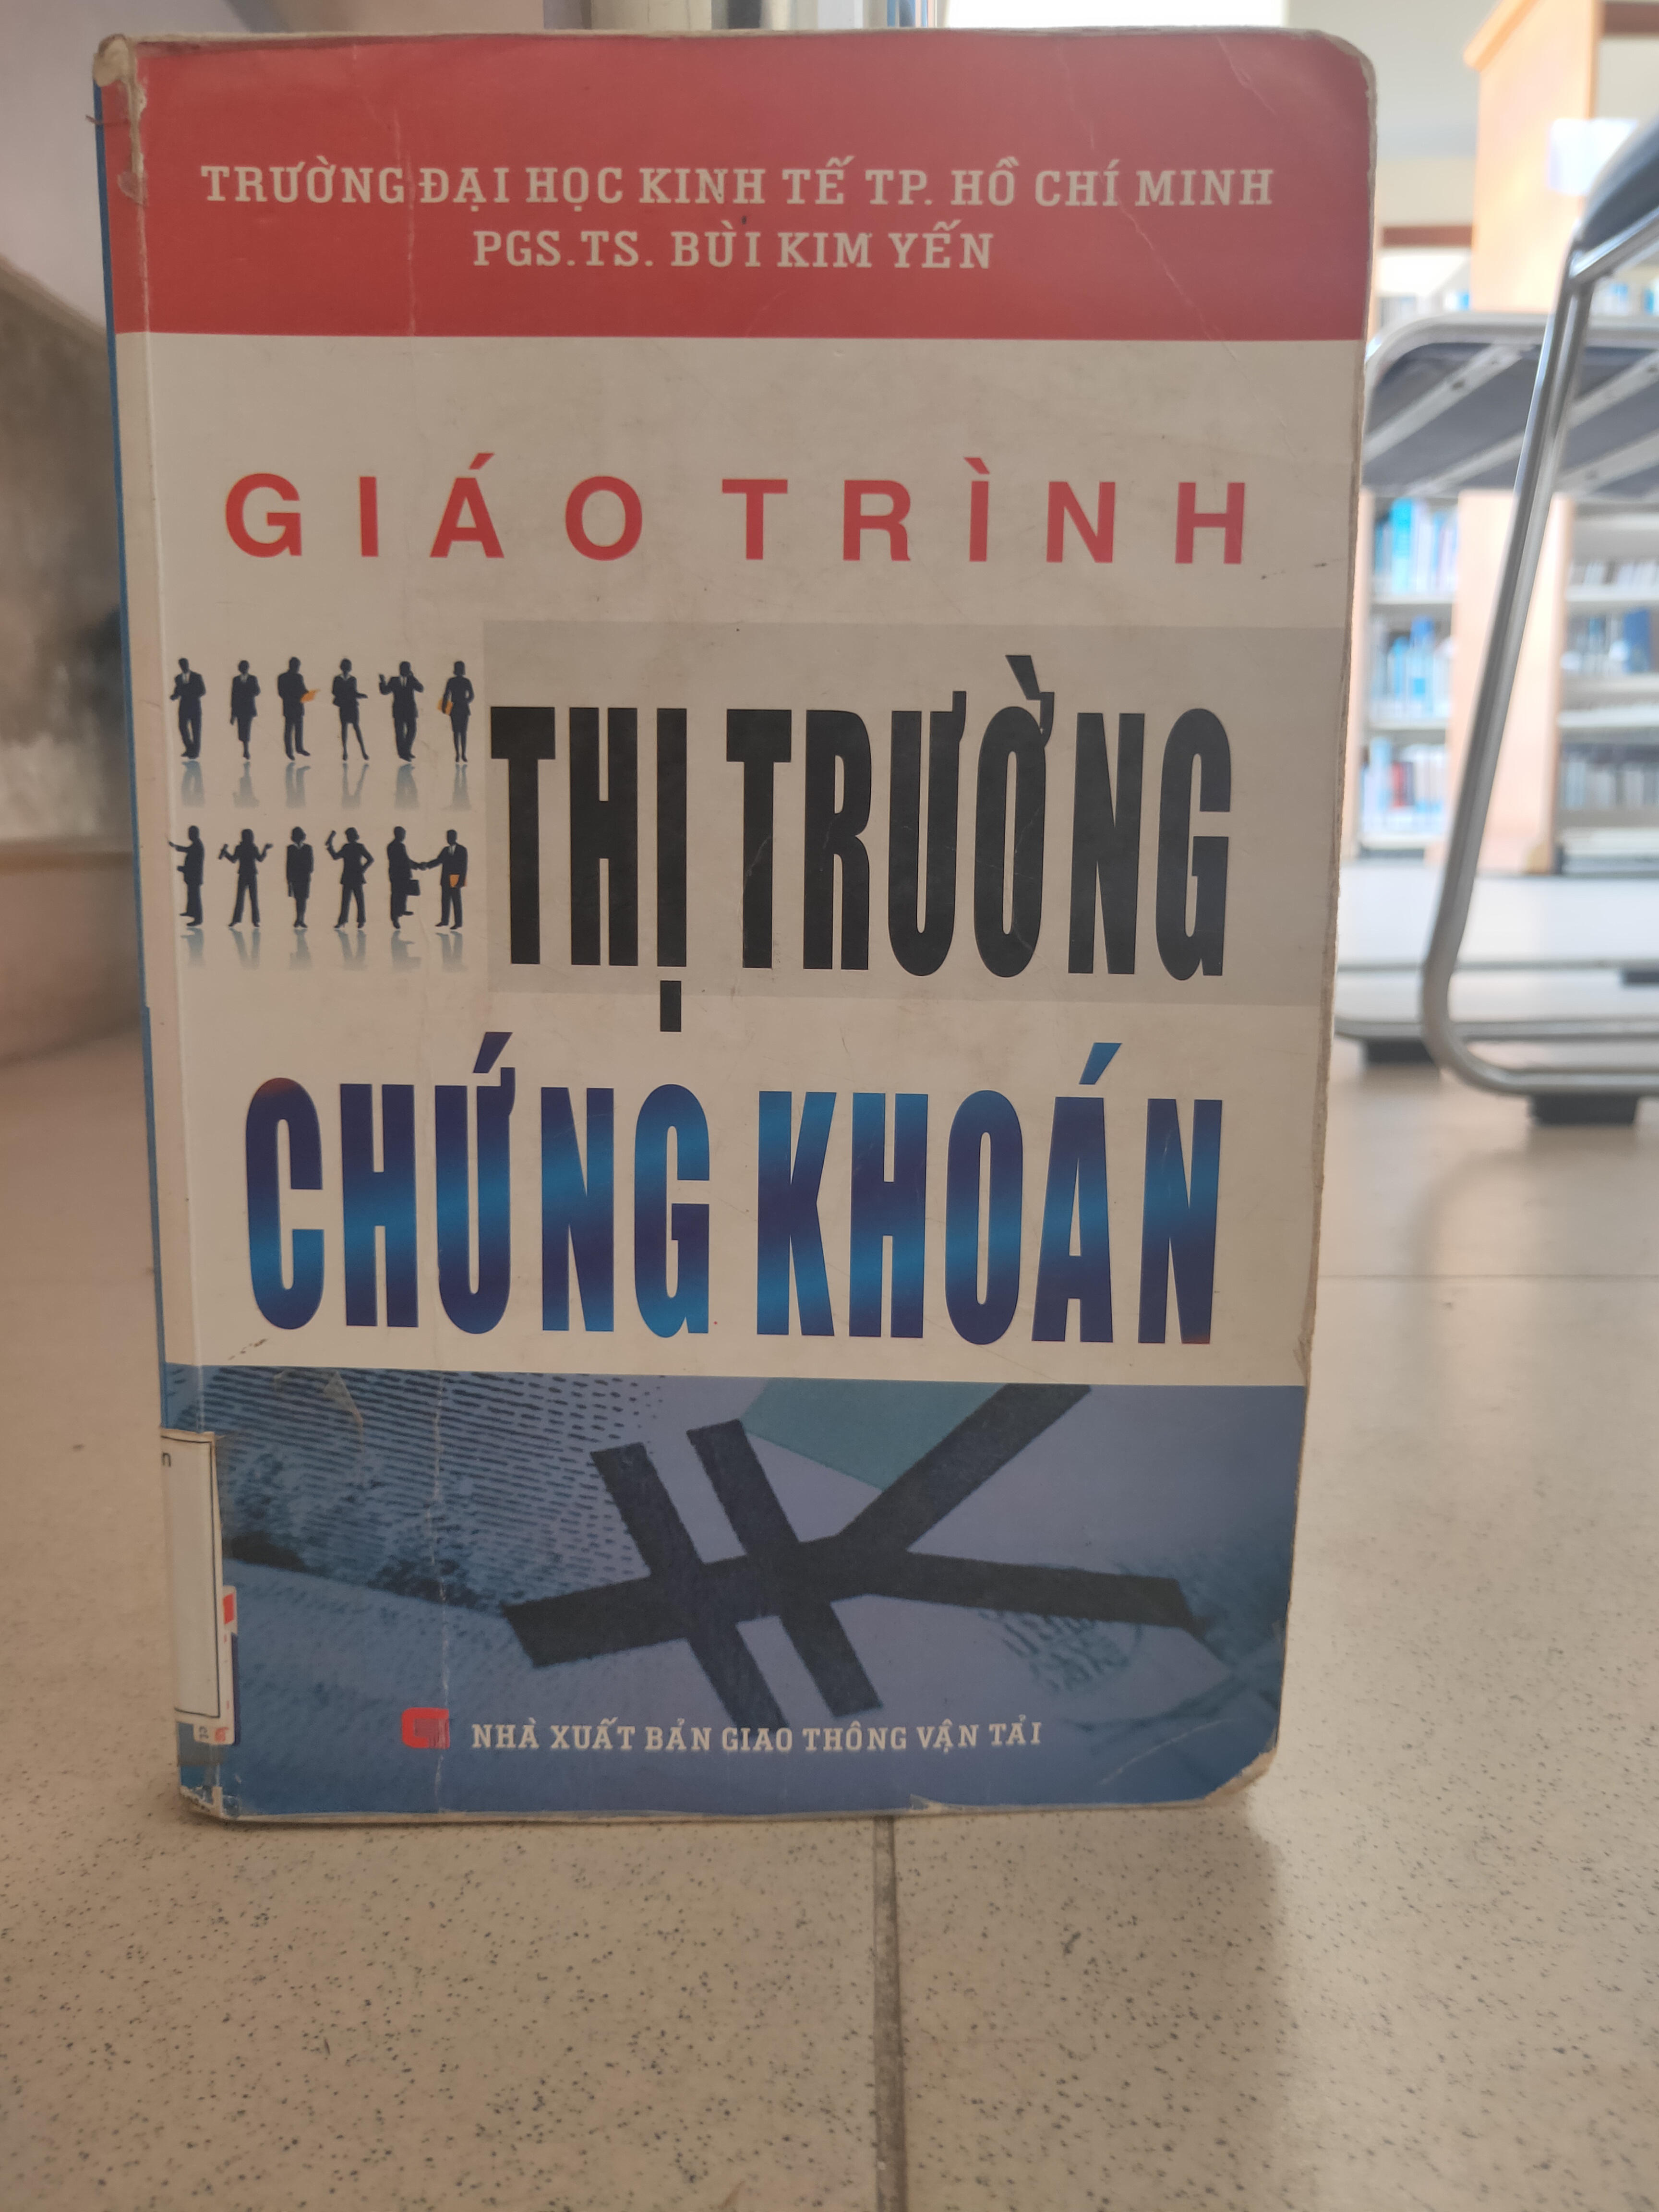 TRƯỜNG ĐẠI HỌC KINH TẾ TP. HỒ CHÍ MINH
PGS.TS. BÙI KIM YẾN
GIÁO TRÌNH
THỊ TRƯỜNG
CHỨNG KHOÁN
NHÀ XUẤT BẢN GIAO THÔNG VẬN TẢI